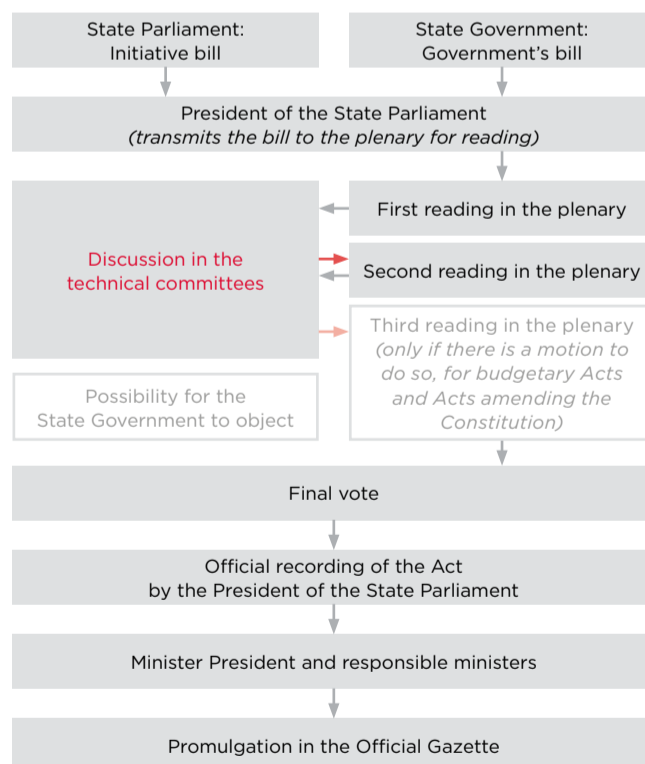 State Parliament:
Initiative bill
State Government:
Government’s bill
President of the State Parliament
(transmits the bill to the plenary for reading)
First reading in the plenary
Discussion in the
technical committees
Second reading in the plenary
Third reading in the plenary
(only if there is a motion to
do so, for budgetary Acts
and Acts amending the
Constitution)
Possibility for the
State Government to object
Final vote
Official recording of the Act
by the President of the State Parliament
Minister President and responsible ministers
Promulgation in the Official Gazette